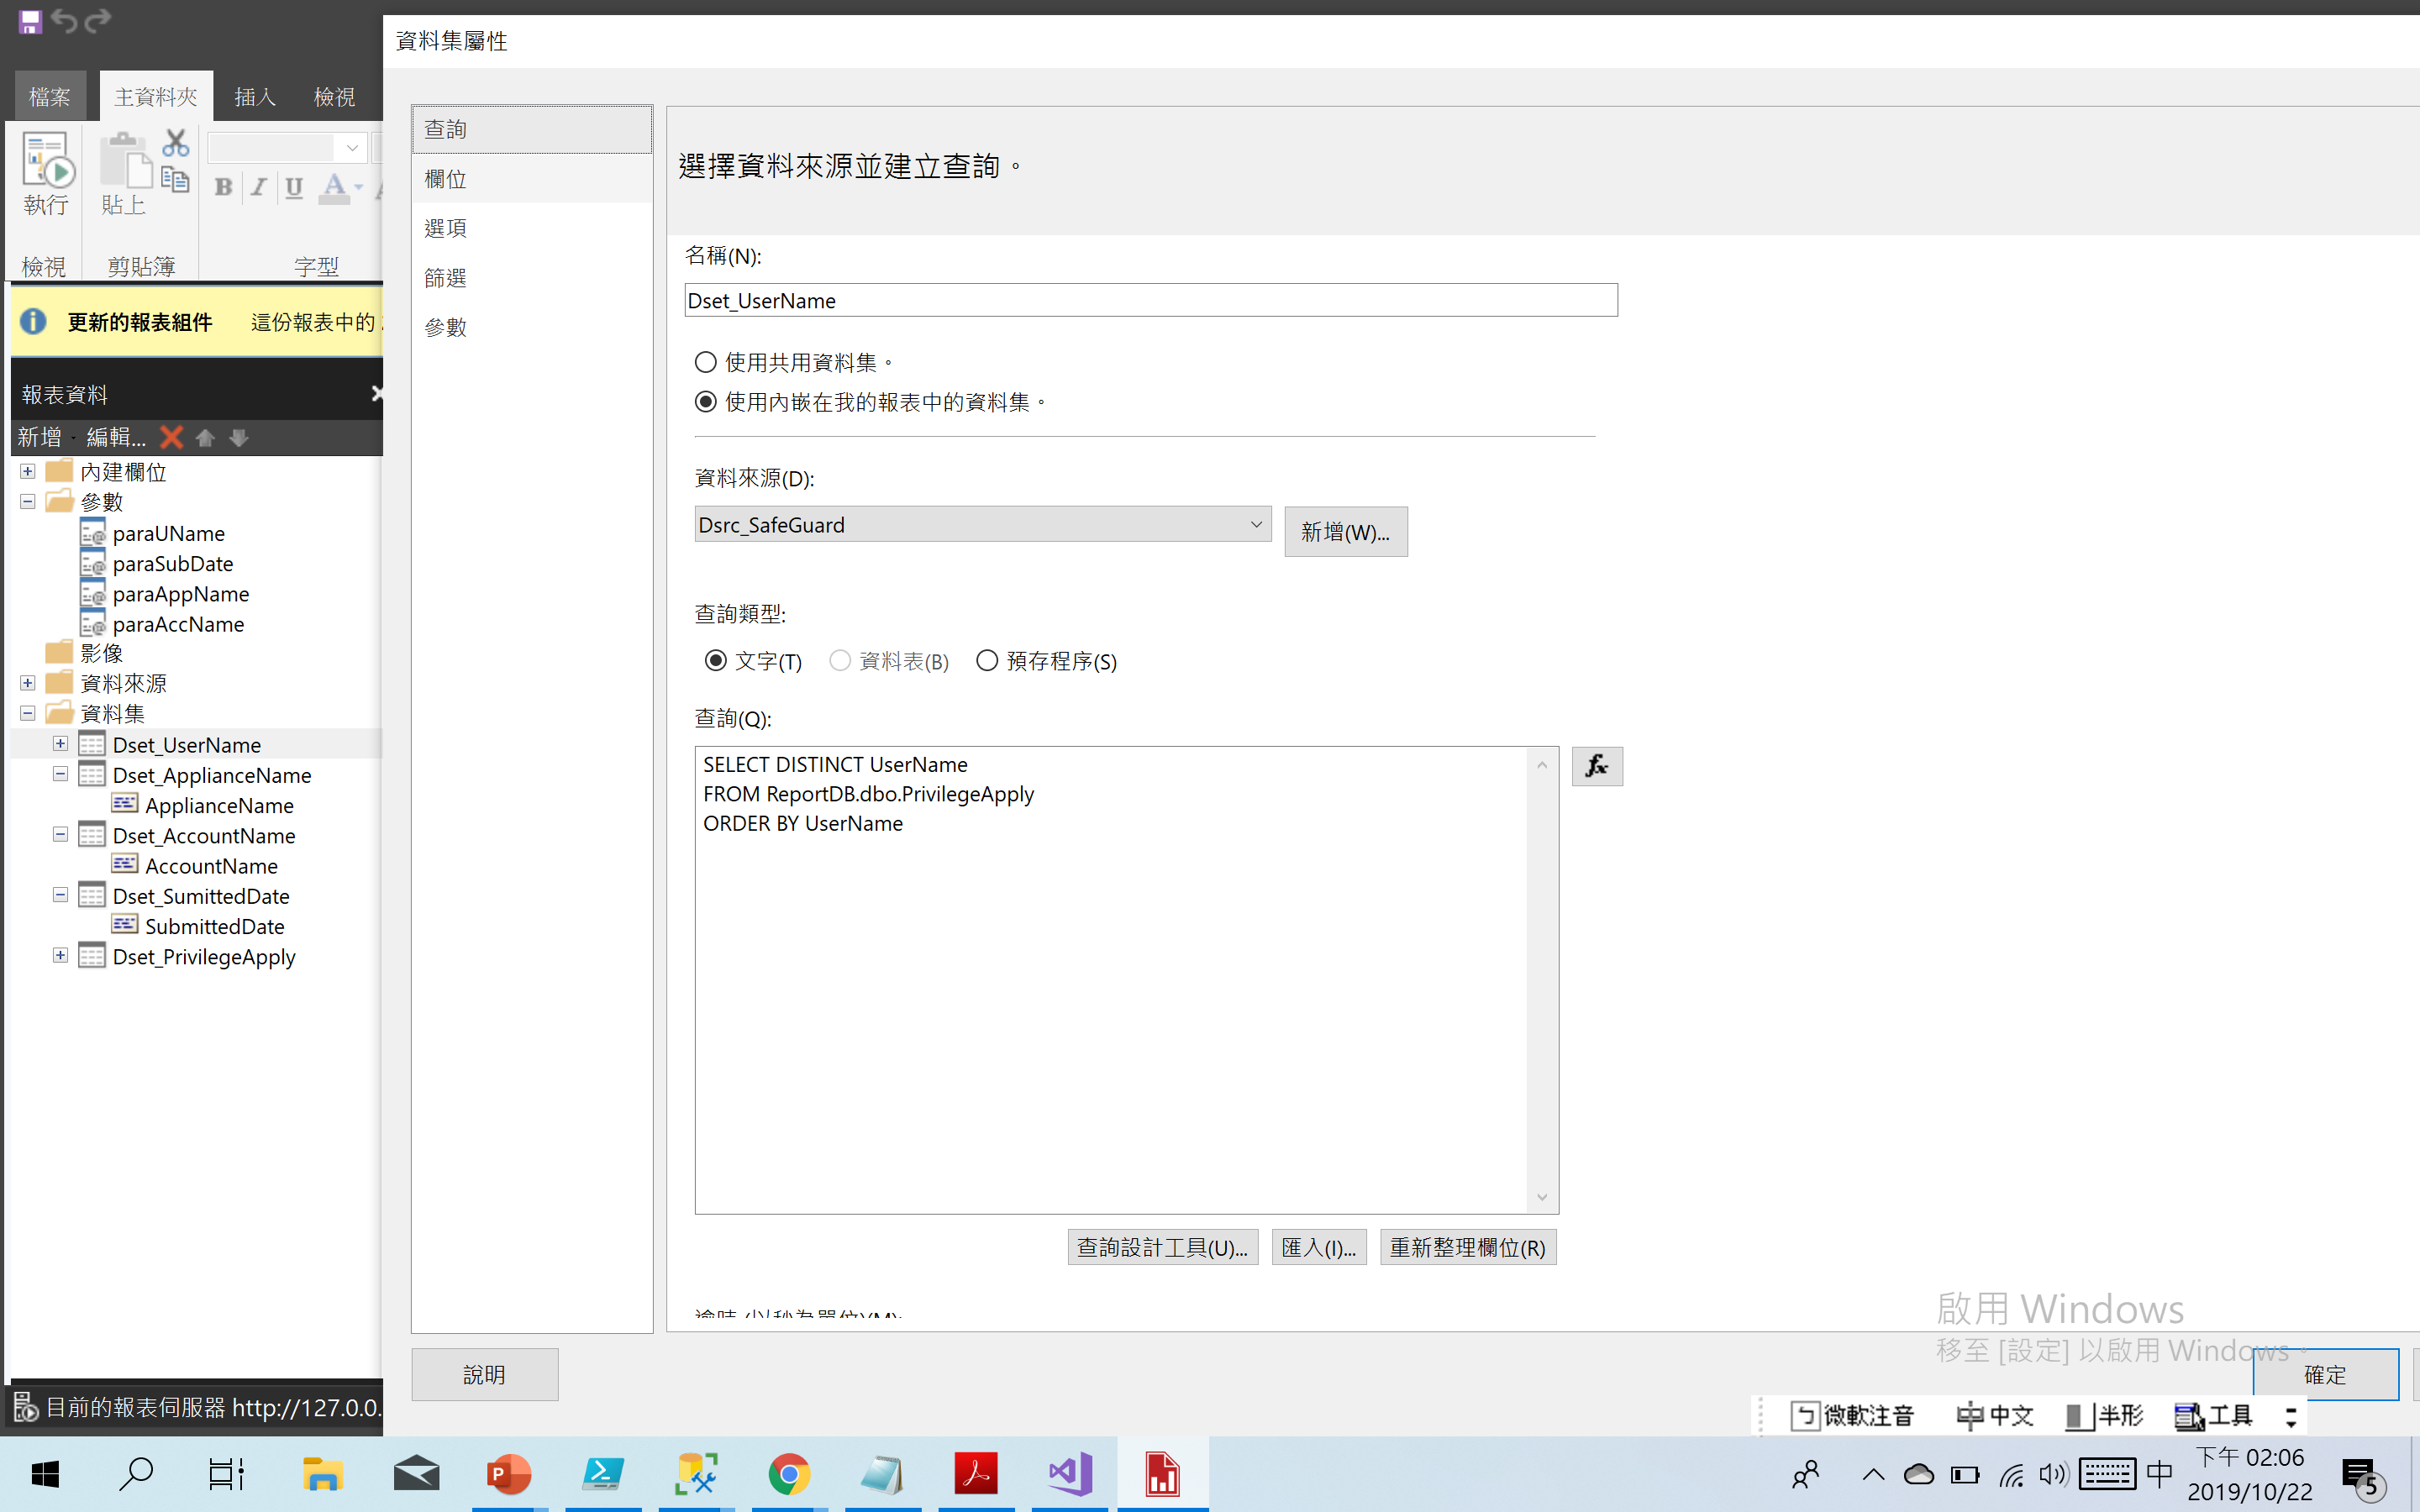 資料集屬性
檔案
主資料夾
插入
檢視
執行
貼上
B I U A
檢視
剪貼簿
字型
更新的報表組件 這份報表中的
報表資料
新增 編輯...
內建欄位
參數
paraUName
paraSubDate
paraAppName
paraAccName
影像
資料來源
資料集
Dset_UserName
Dset_ApplianceName
ApplianceName
Dset_AccountName
AccountName
Dset_SumittedDate
SubmittedDate
Dset_PrivilegeApply
目前的報表伺服器 http://127.0.0.
查詢
欄位
選項
篩選
參數
選擇資料來源並建立查詢。
名稱(N):
Dset_UserName
使用共用資料集。
使用內嵌在我的報表中的資料集。
資料來源(D):
Dsrc_SafeGuard
新增(W)...
查詢類型:
文字(T) 資料表(B) 預存程序(S)
查詢(Q):
SELECT DISTINCT UserName
FROM ReportDB.dbo.PrivilegeApply
ORDER BY UserName
fx
查詢設計工具(U)... 匯入(I)... 重新整理欄位(R)
說明
確定
啟用 Windows
移至 [設定] 以啟用 Windows。
微軟注音 中文 半形 工具
中
下午 02:06
2019/10/22
5